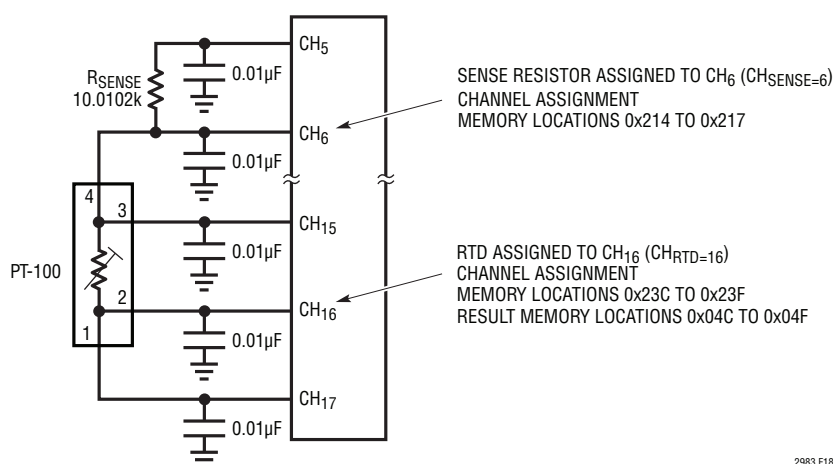 CH5
RSENSE
10.0102k
0.01µF
SENSE RESISTOR ASSIGNED TO CH6 (CHSENSE=6)
CHANNEL ASSIGNMENT
MEMORY LOCATIONS 0x214 TO 0x217
CH6
0.01µF
4
3
CH15
0.01µF
PT-100
RTD ASSIGNED TO CH16 (CHRTD=16)
CHANNEL ASSIGNMENT
MEMORY LOCATIONS 0x23C TO 0x23F
RESULT MEMORY LOCATIONS 0x04C TO 0x04F
2
1
CH16
0.01µF
CH17
0.01µF
2983 F18